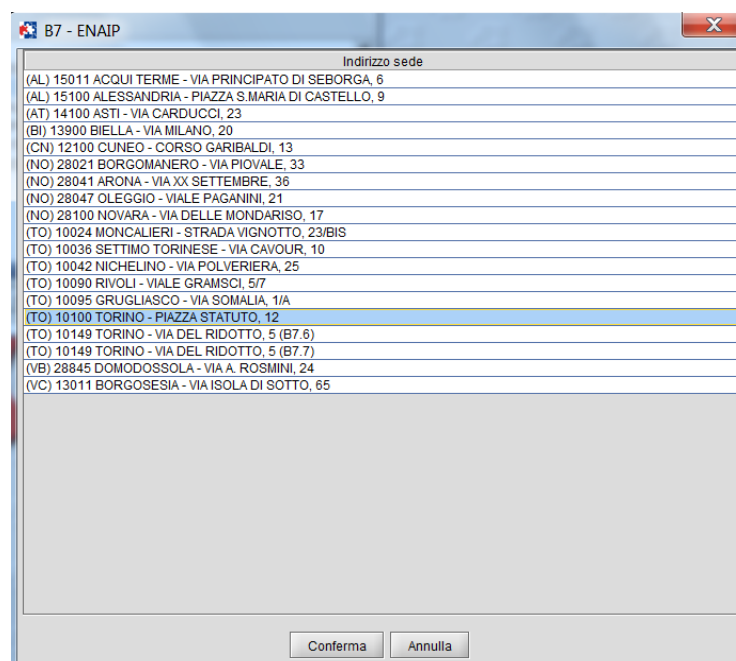 B7 - ENAIP
X
Indirizzo sede
(AL) 15011 ACQUI TERME - VIA PRINCIPATO DI SEBORGA, 6
(AL) 15100 ALESSANDRIA - PIAZZA S.MARIA DI CASTELLO, 9
(AT) 14100 ASTI - VIA CARDUCCI, 23
(BI) 13900 BIELLA - VIA MILANO, 20
(CN) 12100 CUNEO - CORSO GARIBALDI, 13
(NO) 28021 BORGOMANERO - VIA PIOVALE, 33
(NO) 28041 ARONA - VIA XX SETTEMBRE, 36
(NO) 28047 OLEGGIO - VIALE PAGANINI, 21
(NO) 28100 NOVARA - VIA DELLE MONDARISO, 17
(TO) 10024 MONCALIERI - STRADA VIGNOTTO, 23/BIS
(TO) 10036 SETTIMO TORINESE - VIA CAVOUR, 10
(TO) 10042 NICHELINO - VIA POLVERIERA, 25
(TO) 10090 RIVOLI - VIALE GRAMSCI, 5/7
(TO) 10095 GRUGLIASCO - VIA SOMALIA, 1/A
(TO) 10100 TORINO - PIAZZA STATUTO, 12
(TO) 10149 TORINO - VIA DEL RIDOTTO, 5 (B7.6)
(TO) 10149 TORINO - VIA DEL RIDOTTO, 5 (B7.7)
(VB) 28845 DOMODOSSOLA - VIA A. ROSMINI, 24
(VC) 13011 BORGOSESIA - VIA ISOLA DI SOTTO, 65
Conferma Annulla